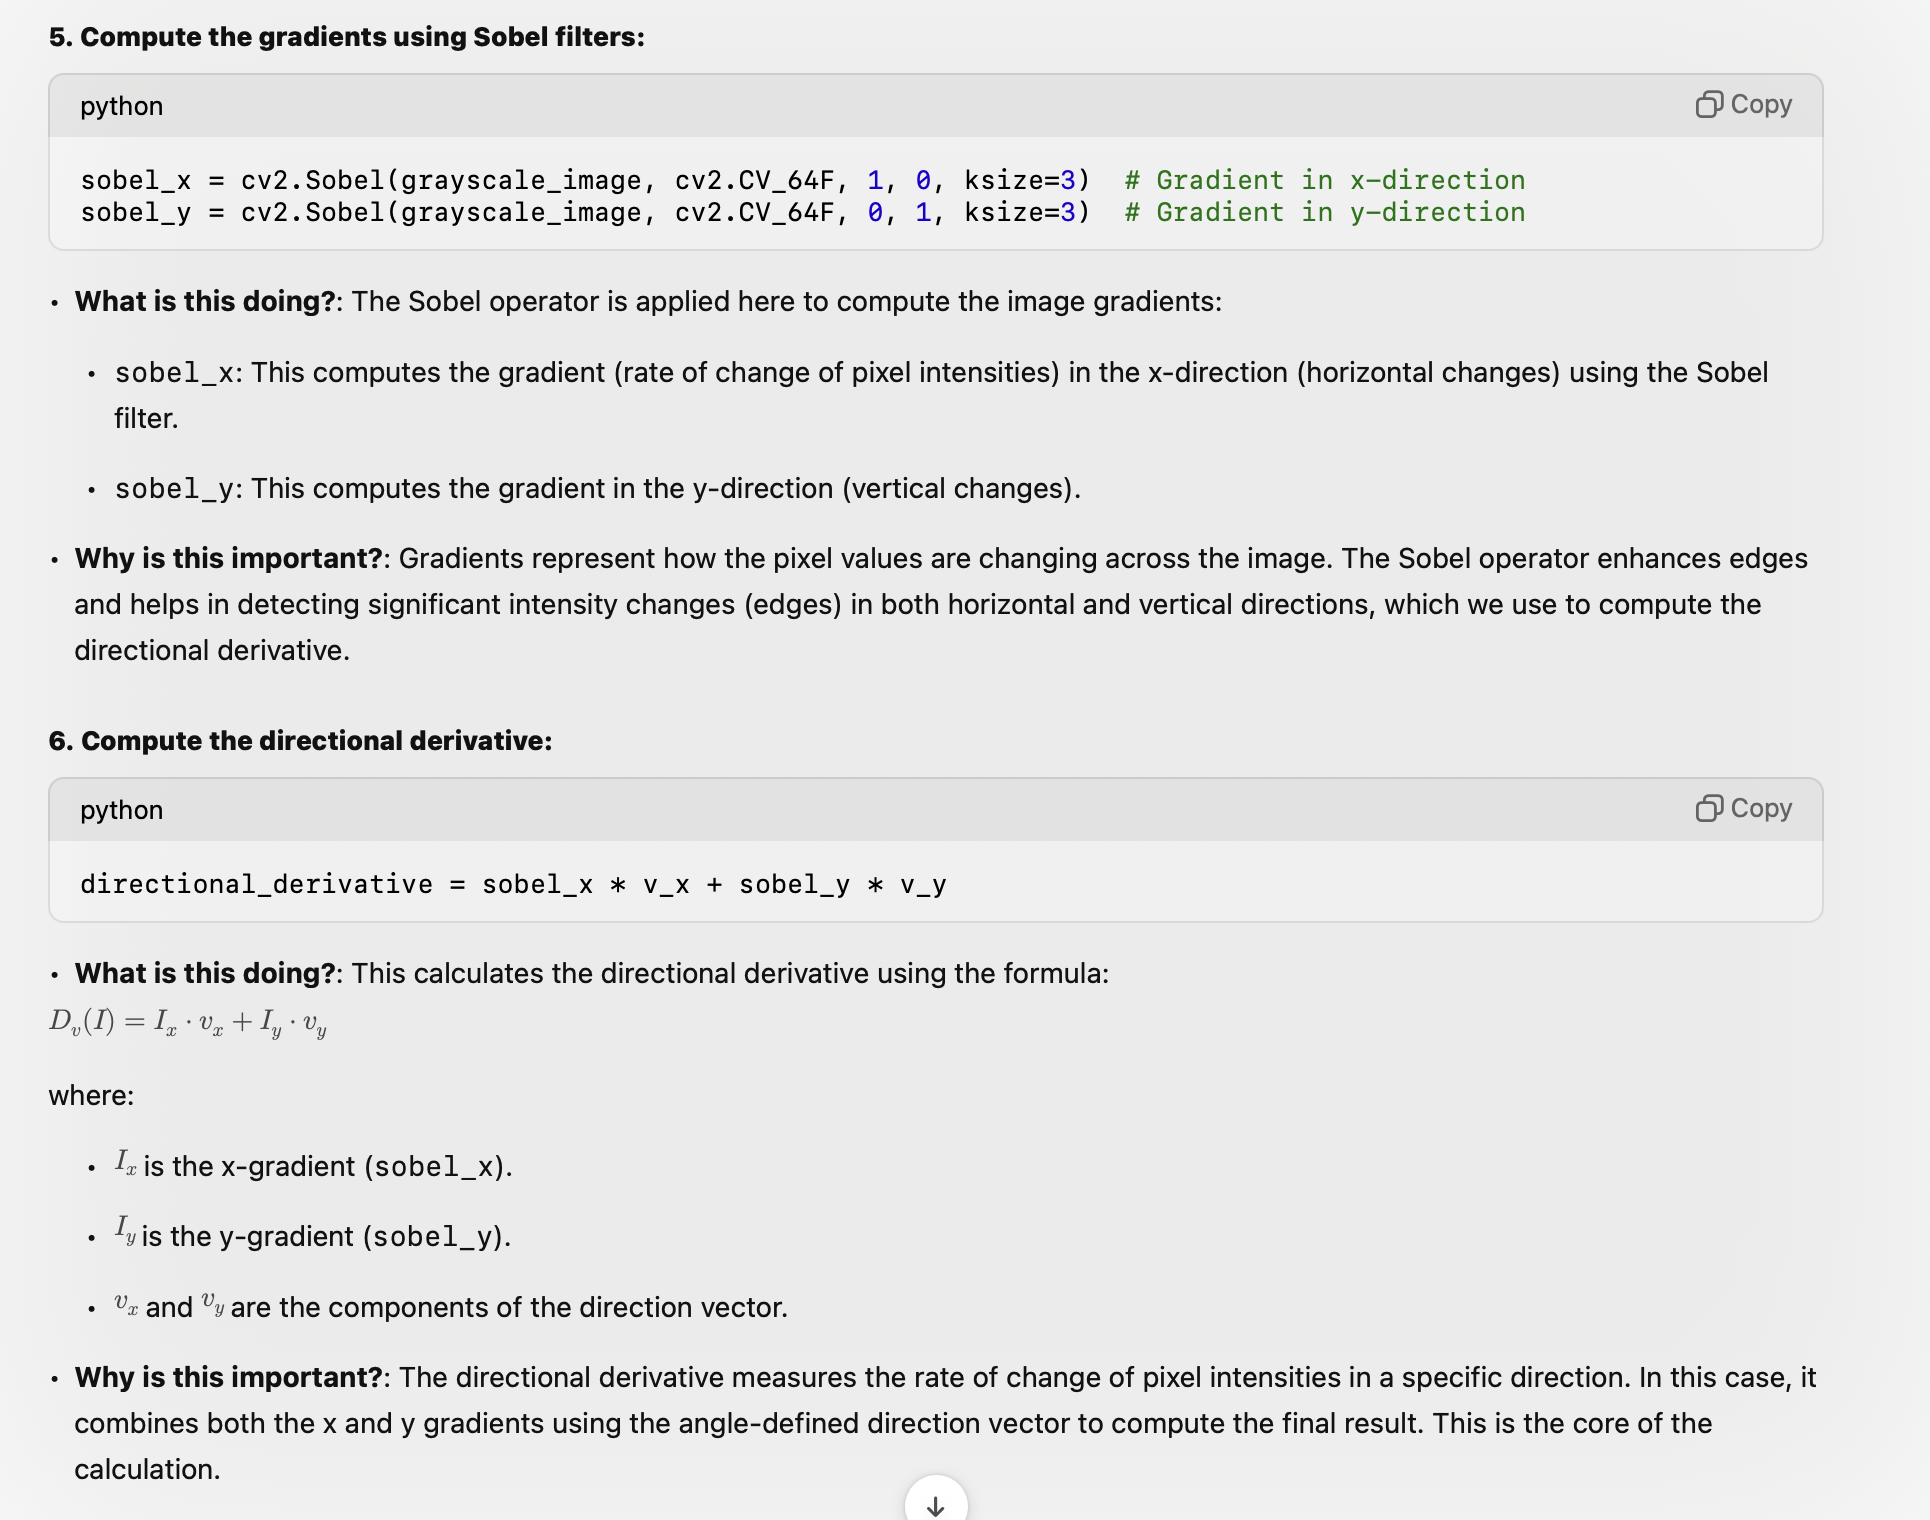 5. Compute the gradients using Sobel filters:
python
Copy
sobel_x = cv2.Sobel(grayscale_image, cv2.CV_64F, 1, 0, ksize=3)  # Gradient in x-direction
sobel_y = cv2.Sobel(grayscale_image, cv2.CV_64F, 0, 1, ksize=3)  # Gradient in y-direction
• What is this doing?: The Sobel operator is applied here to compute the image gradients:
• sobel_x: This computes the gradient (rate of change of pixel intensities) in the x-direction (horizontal changes) using the Sobel
filter.
• sobel_y: This computes the gradient in the y-direction (vertical changes).
• Why is this important?: Gradients represent how the pixel values are changing across the image. The Sobel operator enhances edges
and helps in detecting significant intensity changes (edges) in both horizontal and vertical directions, which we use to compute the
directional derivative.
6. Compute the directional derivative:
python
Copy
directional_derivative = sobel_x * v_x + sobel_y * v_y
• What is this doing?: This calculates the directional derivative using the formula:
D_v(I) = I_x · v_x + I_y · v_y
where:
• I_x is the x-gradient (sobel_x).
• I_y is the y-gradient (sobel_y).
• v_x and v_y are the components of the direction vector.
• Why is this important?: The directional derivative measures the rate of change of pixel intensities in a specific direction. In this case, it
combines both the x and y gradients using the angle-defined direction vector to compute the final result. This is the core of the
calculation.